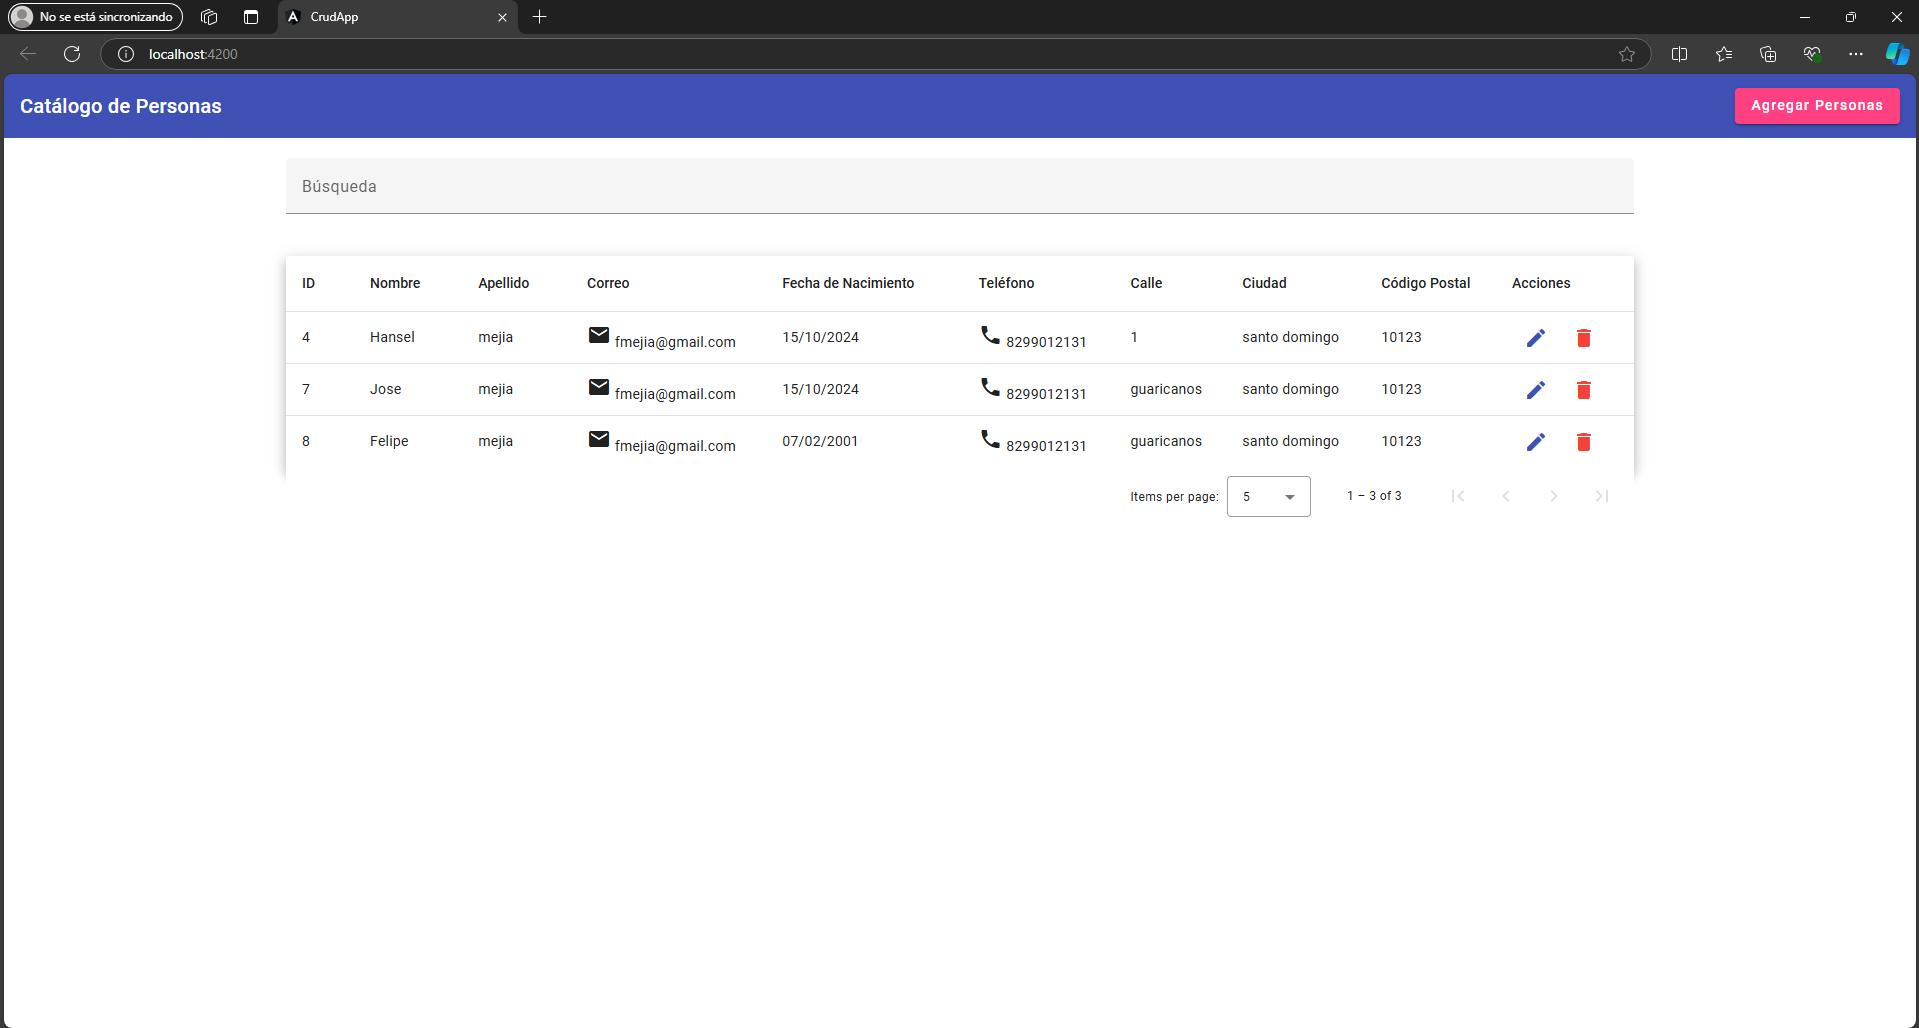 No se está sincronizando
CrudApp
localhost:4200
Catálogo de Personas
Agregar Personas
Búsqueda
ID Nombre Apellido Correo Fecha de Nacimiento Teléfono Calle Ciudad Código Postal Acciones
4 Hansel mejia fmejia@gmail.com 15/10/2024 8299012131 1 santo domingo 10123
7 Jose mejia fmejia@gmail.com 15/10/2024 8299012131 guaricanos santo domingo 10123
8 Felipe mejia fmejia@gmail.com 07/02/2001 8299012131 guaricanos santo domingo 10123
Items per page: 5 1 – 3 of 3